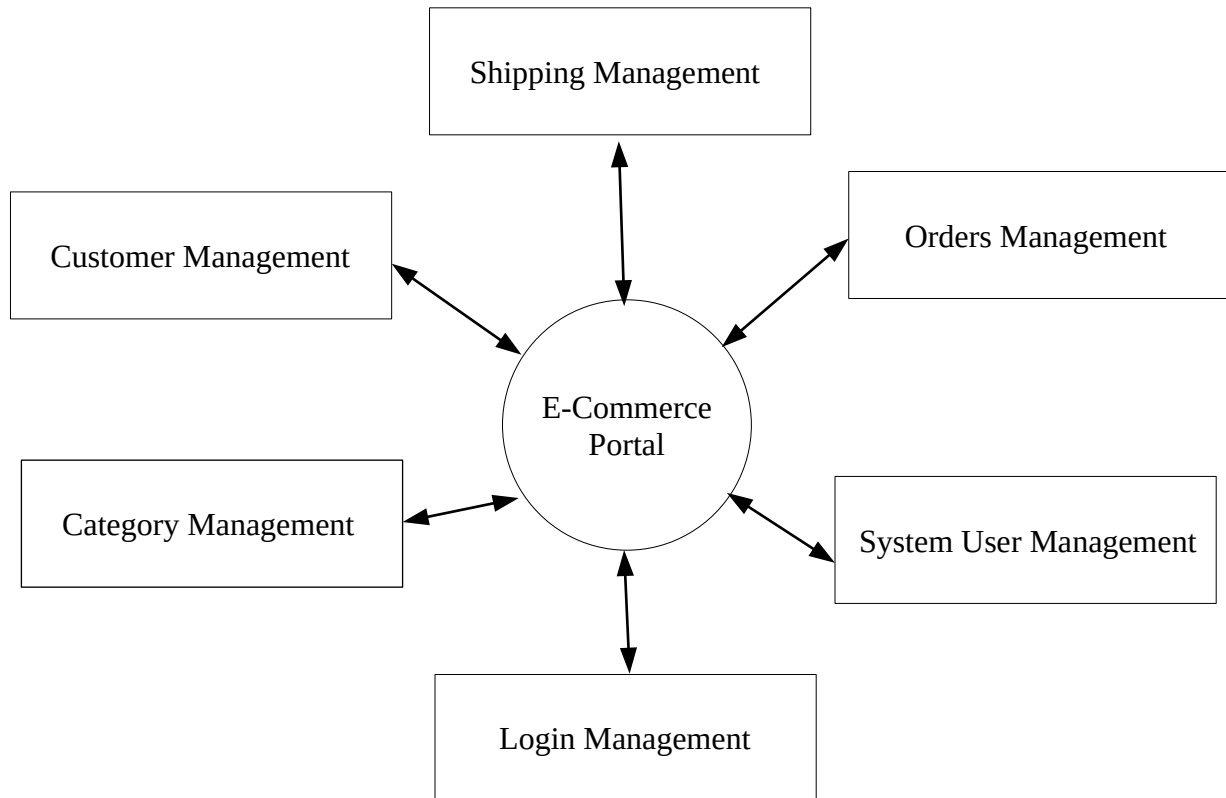 Shipping Management
Customer Management
Orders Management
E-Commerce
Portal
Category Management
System User Management
Login Management